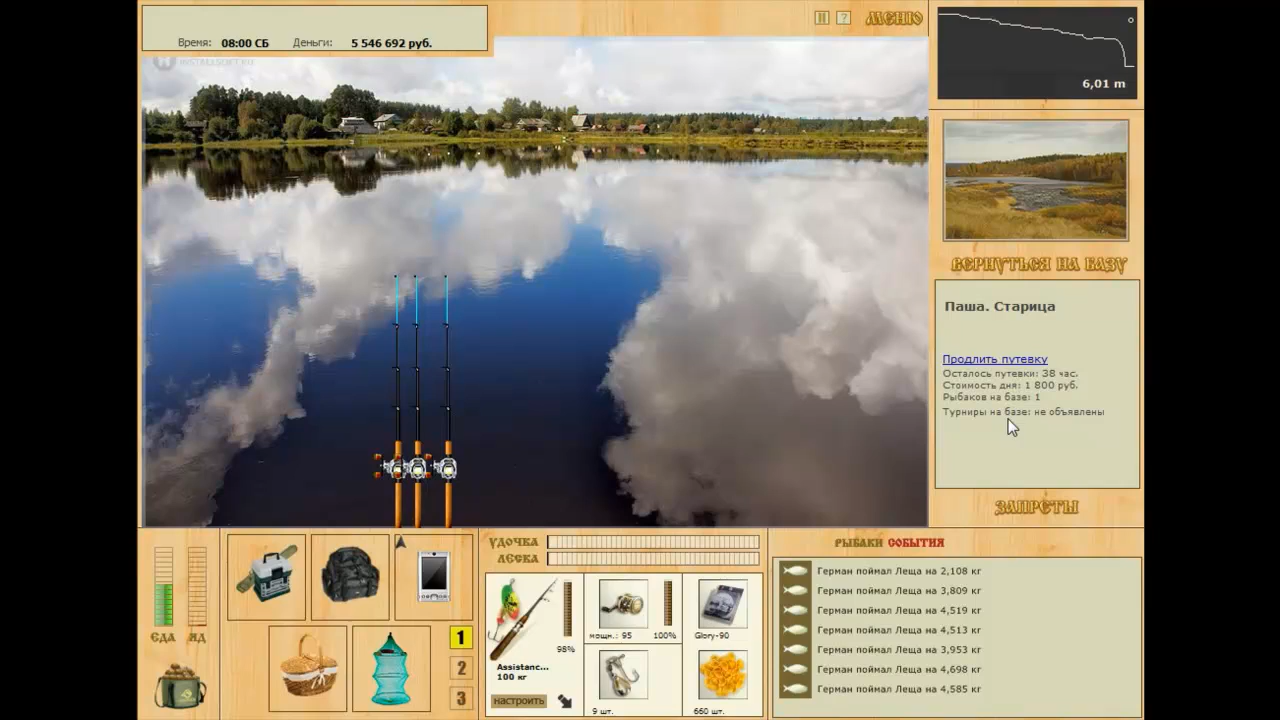 Время: 08:00 СБ Деньги: 5 546 692 руб.
? МЕНЮ
INSTALLSOFT.RU
6,01 m
ВЕРНУТЬСЯ НА БАЗУ
Паша. Старица
Продлить путевку
Осталось путевки: 38 час.
Стоимость дня: 1 800 руб.
Рыбаков на базе: 1
Турниры на базе: не объявлены
ЗАПРЕТЫ
ЕДА
ЯД
1
2
3
УДОЧКА
ЛЕСКА
98%
Assistanc...
100 кг
настроить
мощн.: 95 100%
Glory-90
9 шт.
660 шт.
РЫБАКИ СОБЫТИЯ
Герман поймал Леща на 2,108 кг
Герман поймал Леща на 3,809 кг
Герман поймал Леща на 4,519 кг
Герман поймал Леща на 4,513 кг
Герман поймал Леща на 3,953 кг
Герман поймал Леща на 4,698 кг
Герман поймал Леща на 4,585 кг